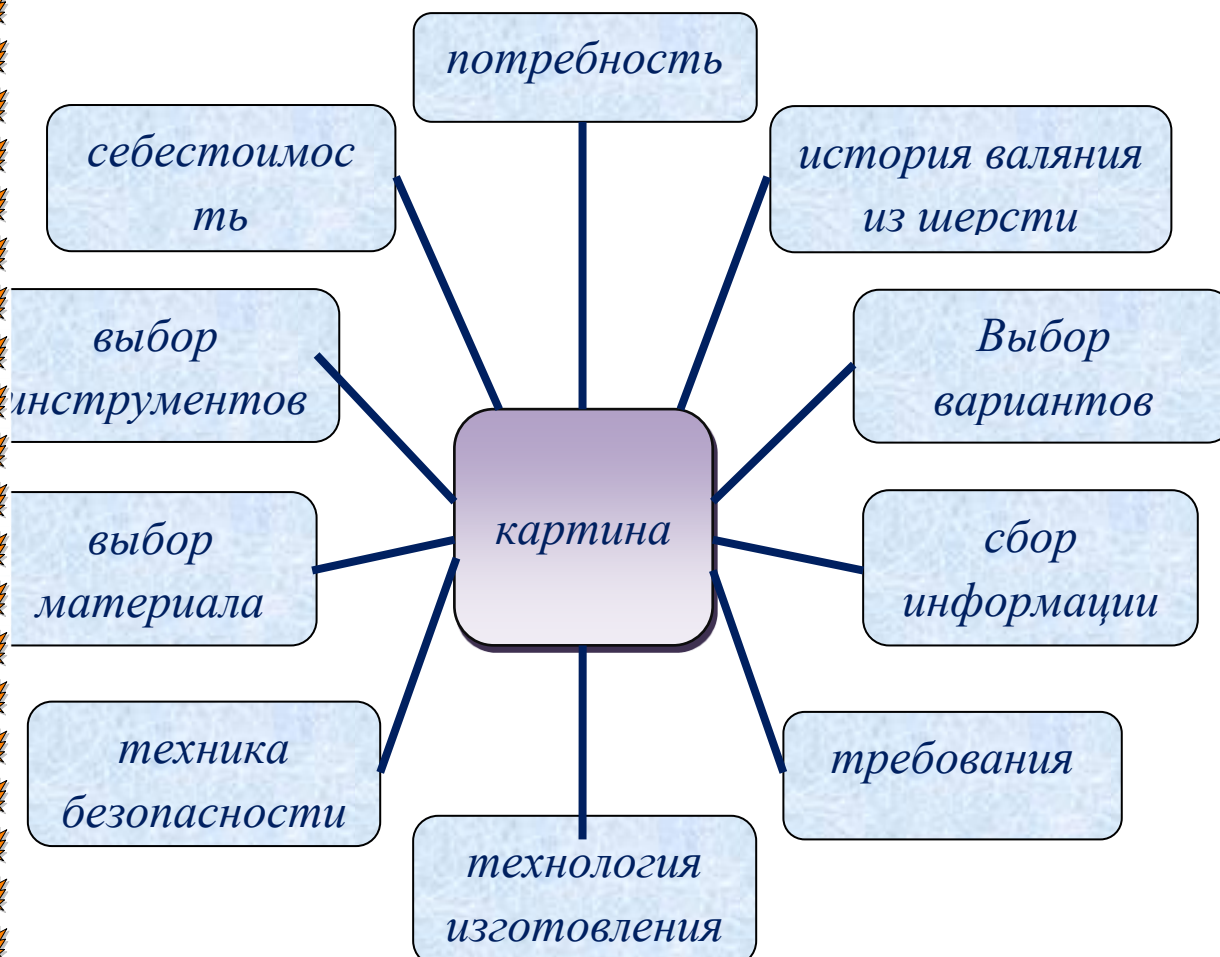 потребность
себестоимос
ть
история валяния
из шерсти
выбор
инструментов
Выбор
вариантов
картина
выбор
материала
сбор
информации
техника
безопасности
требования
технология
изготовления